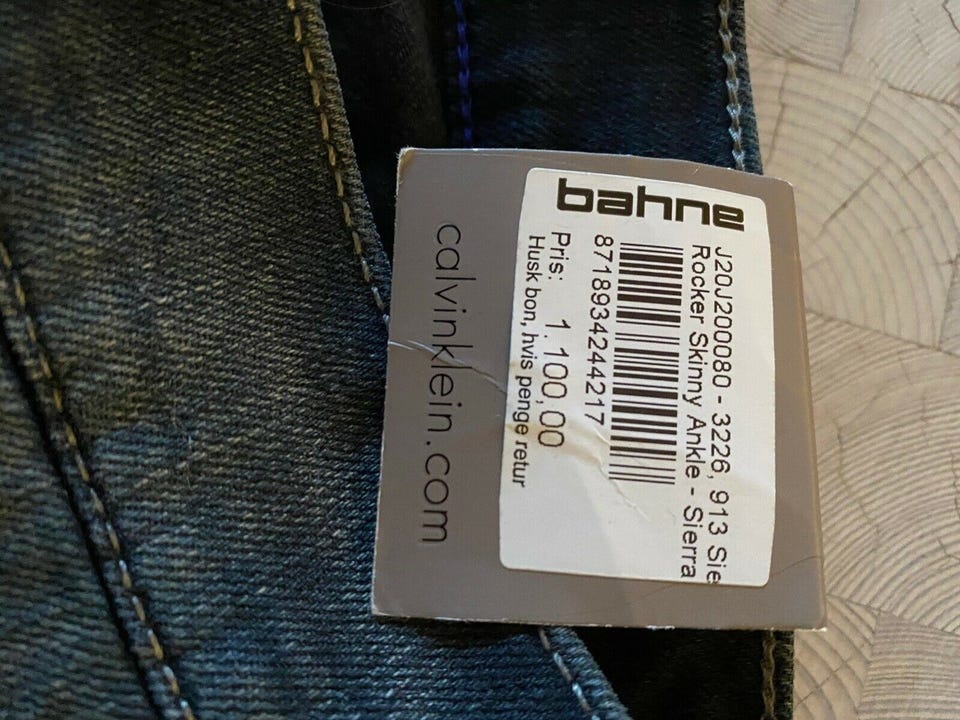 bahne
J20J200080 - 3226, 913 Sie
Rocker Skinny Ankle - Sierra
8718934244217
Pris: 1.100,00
Husk bon, hvis penge retur
calvinklein.com